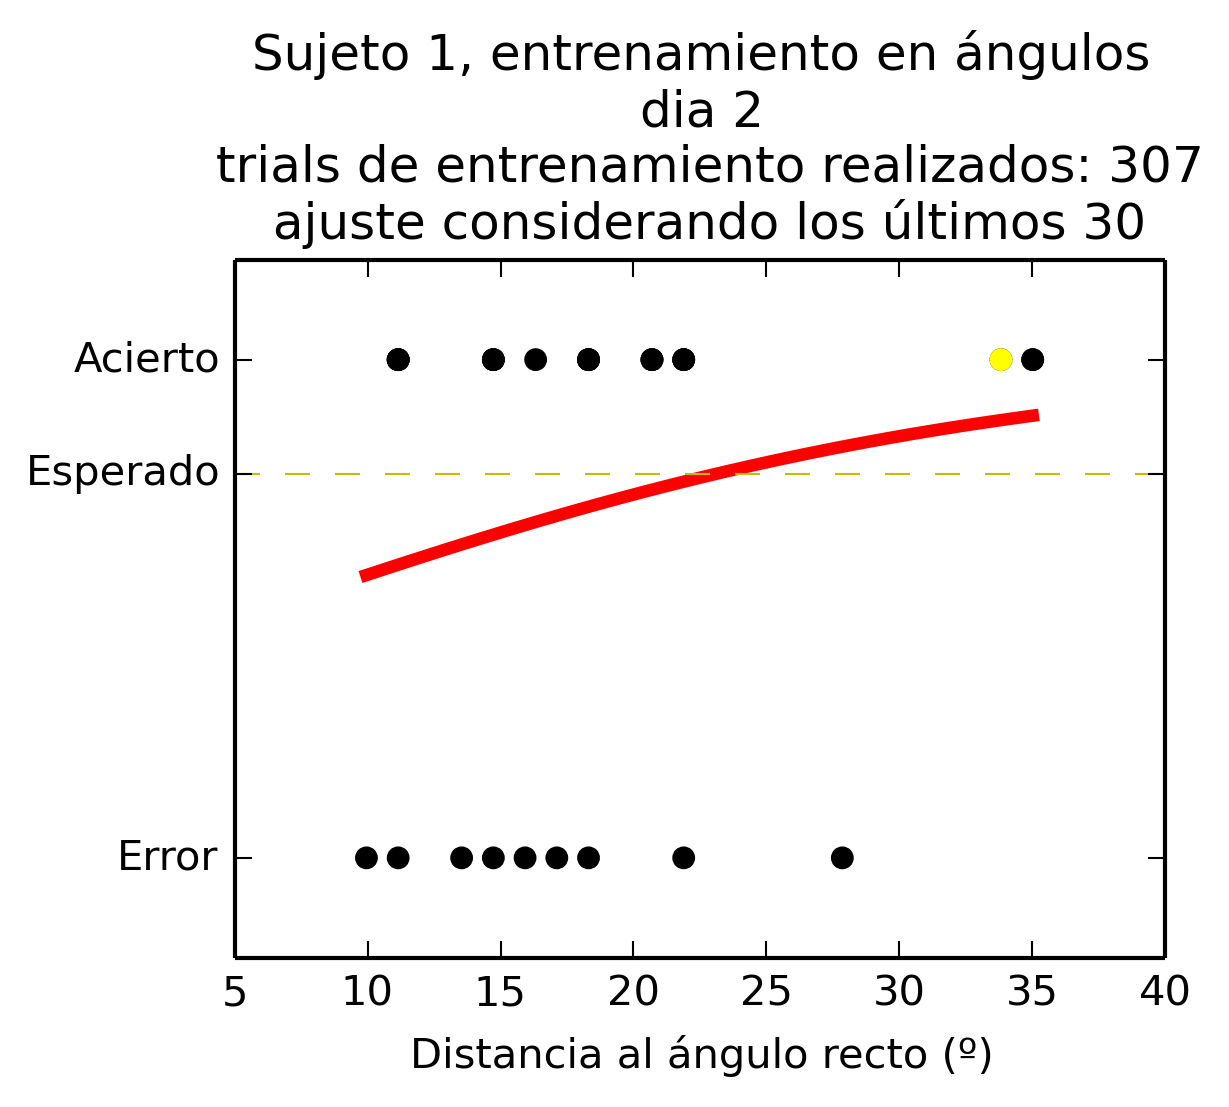 Sujeto 1, entrenamiento en ángulos
dia 2
trials de entrenamiento realizados: 307
ajuste considerando los últimos 30
Acierto
Esperado
Error
5 10 15 20 25 30 35 40
Distancia al ángulo recto (º)